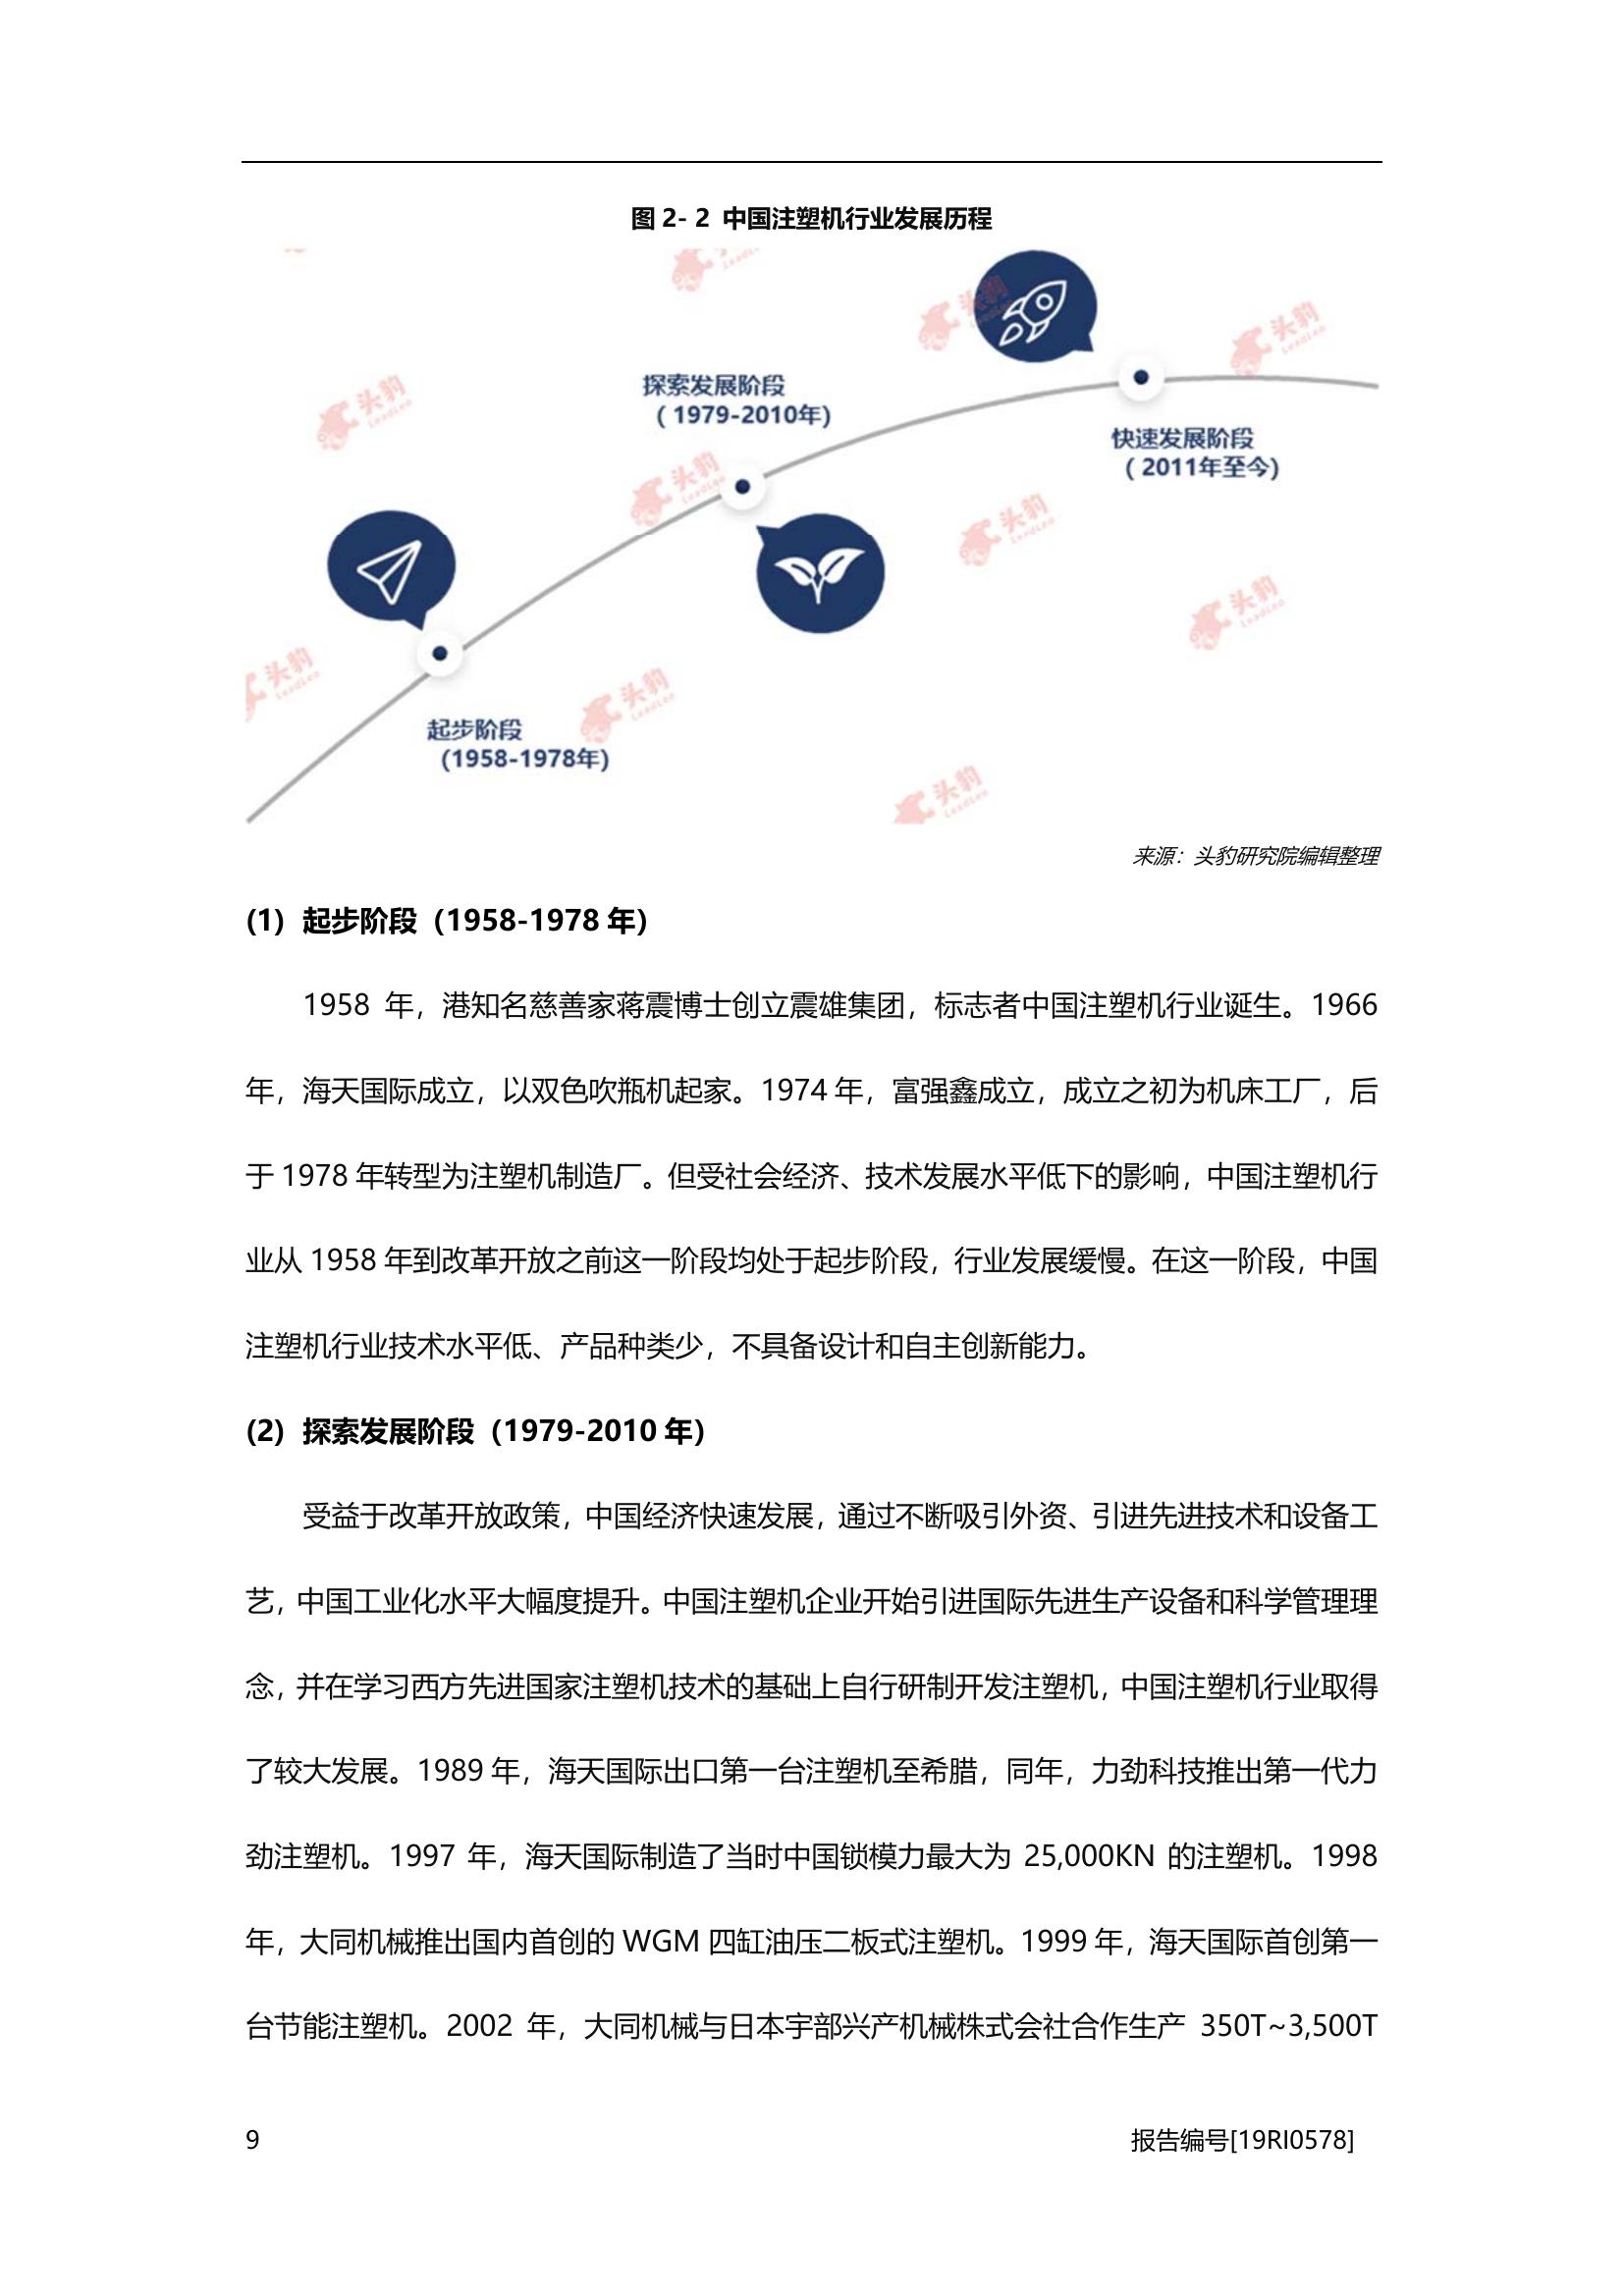 图 2- 2 中国注塑机行业发展历程
探索发展阶段
( 1979-2010年)
快速发展阶段
( 2011年至今)
起步阶段
(1958-1978年)
头豹
LeadLeo
来源：头豹研究院编辑整理
(1) 起步阶段（1958-1978 年）
1958 年，港知名慈善家蒋震博士创立震雄集团，标志者中国注塑机行业诞生。1966
年，海天国际成立，以双色吹瓶机起家。1974 年，富强鑫成立，成立之初为机床工厂，后
于 1978 年转型为注塑机制造厂。但受社会经济、技术发展水平低下的影响，中国注塑机行
业从 1958 年到改革开放之前这一阶段均处于起步阶段，行业发展缓慢。在这一阶段，中国
注塑机行业技术水平低、产品种类少，不具备设计和自主创新能力。
(2) 探索发展阶段（1979-2010 年）
受益于改革开放政策，中国经济快速发展，通过不断吸引外资、引进先进技术和设备工
艺，中国工业化水平大幅度提升。中国注塑机企业开始引进国际先进生产设备和科学管理理
念，并在学习西方先进国家注塑机技术的基础上自行研制开发注塑机，中国注塑机行业取得
了较大发展。1989 年，海天国际出口第一台注塑机至希腊，同年，力劲科技推出第一代力
劲注塑机。1997 年，海天国际制造了当时中国锁模力最大为 25,000KN 的注塑机。1998
年，大同机械推出国内首创的 WGM 四缸油压二板式注塑机。1999 年，海天国际首创第一
台节能注塑机。2002 年，大同机械与日本宇部兴产机械株式会社合作生产 350T~3,500T
9
报告编号[19RI0578]